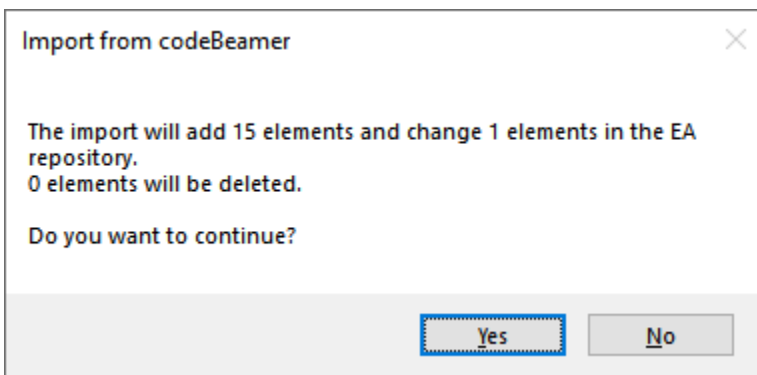 Import from codeBeamer
The import will add 15 elements and change 1 elements in the EA
repository.
0 elements will be deleted.
Do you want to continue?
Yes
No